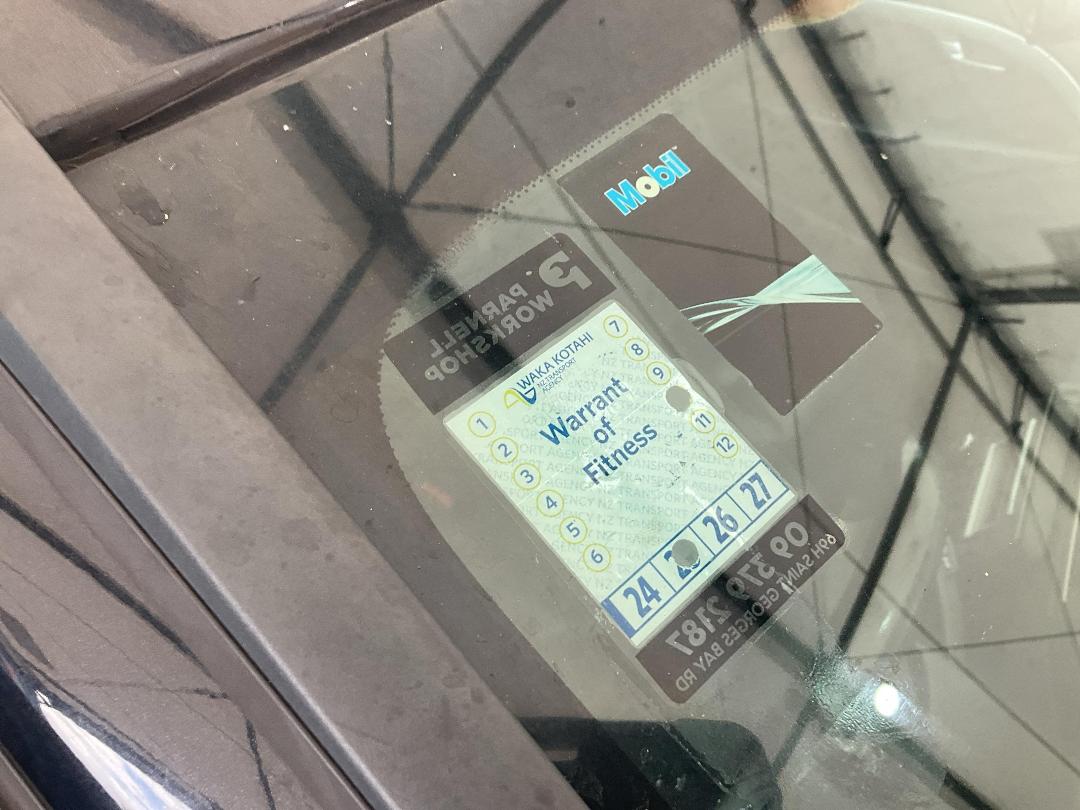 Mobil
PARNELL
WORKSHOP
WAKA KOTAHI
NZ TRANSPORT
AGENCY
Warrant
of
Fitness
1
2
3
4
5
6
7
8
9
11
12
24 26 27
09 379 2187
69H SAINT GEORGES BAY RD